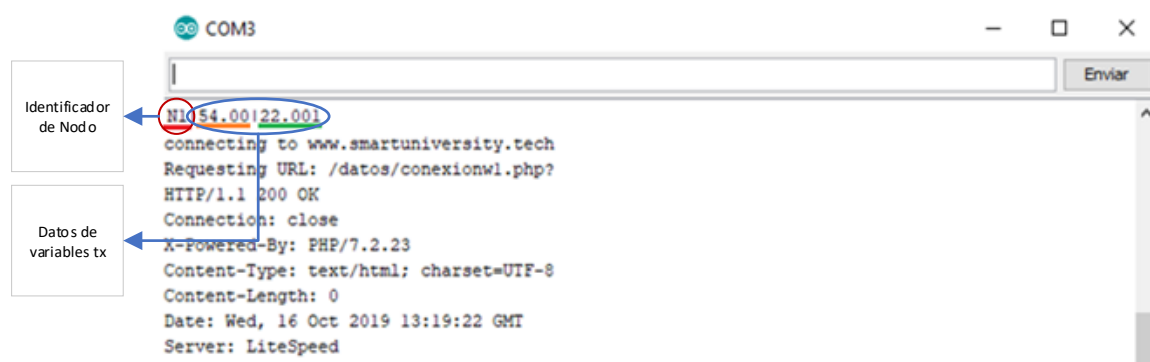 COM3
Enviar
Identificador
de Nodo
N1|54.00|22.00|
connecting to www.smartuniversity.tech
Requesting URL: /datos/conexionw1.php?
HTTP/1.1 200 OK
Connection: close
Datos de
variables tx
X-Powered-By: PHP/7.2.23
Content-Type: text/html; charset=UTF-8
Content-Length: 0
Date: Wed, 16 Oct 2019 13:19:22 GMT
Server: LiteSpeed